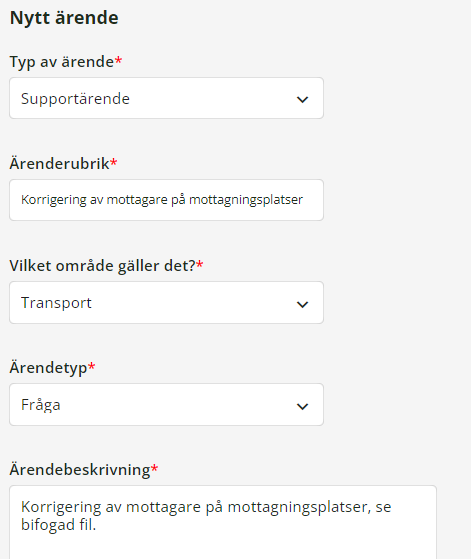 Nytt ärende
Typ av ärende*
Supportärende
Ärenderubrik*
Korrigering av mottagare på mottagningsplatser
Vilket område gäller det?*
Transport
Ärendetyp*
Fråga
Ärendebeskrivning*
Korrigering av mottagare på mottagningsplatser, se
bifogad fil.